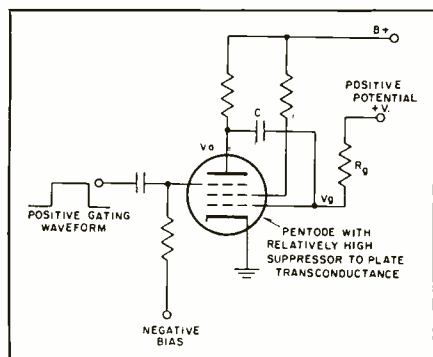 B+
POSITIVE
POTENTIAL
+V.
C
Va
Rg
Vg
POSITIVE GATING
WAVEFORM
PENTODE WITH
RELATIVELY HIGH
SUPPRESSOR TO PLATE
TRANSCONDUCTANCE
NEGATIVE
BIAS